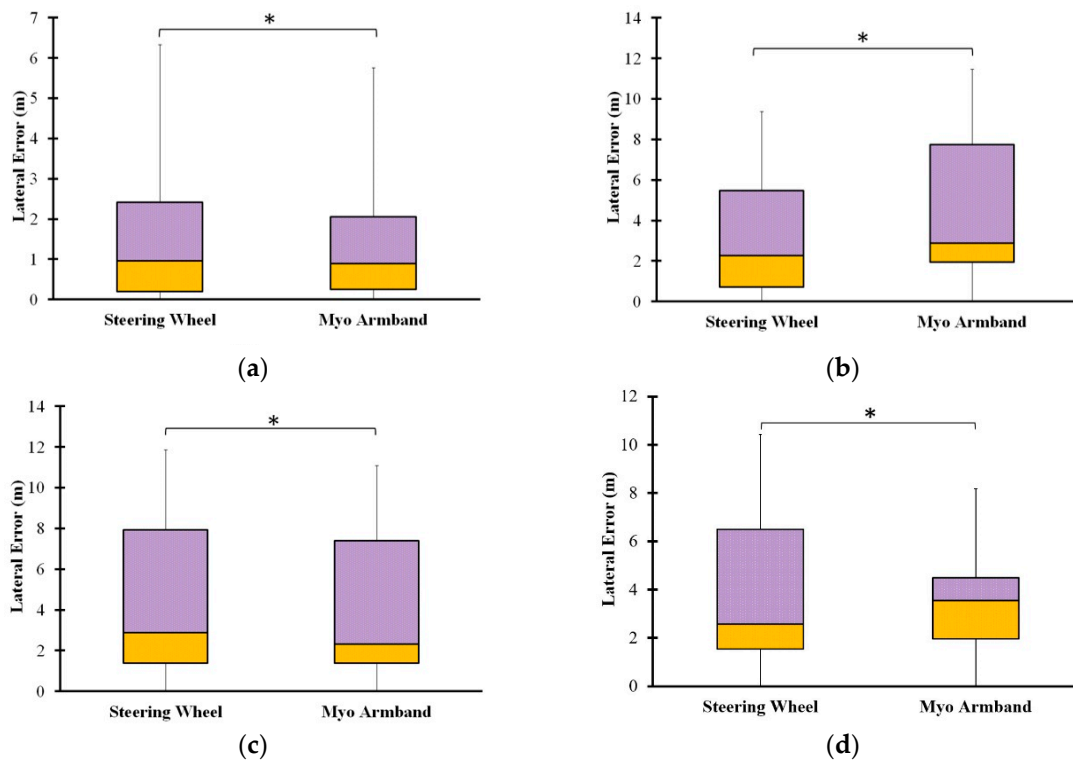 7
6
5
4
3
2
1
0
Lateral Error (m)
*
Steering Wheel Myo Armband
(a)
14
12
10
8
6
4
2
0
Lateral Error (m)
*
Steering Wheel Myo Armband
(b)
14
12
10
8
6
4
2
0
Lateral Error (m)
*
Steering Wheel Myo Armband
(c)
12
10
8
6
4
2
0
Lateral Error (m)
*
Steering Wheel Myo Armband
(d)